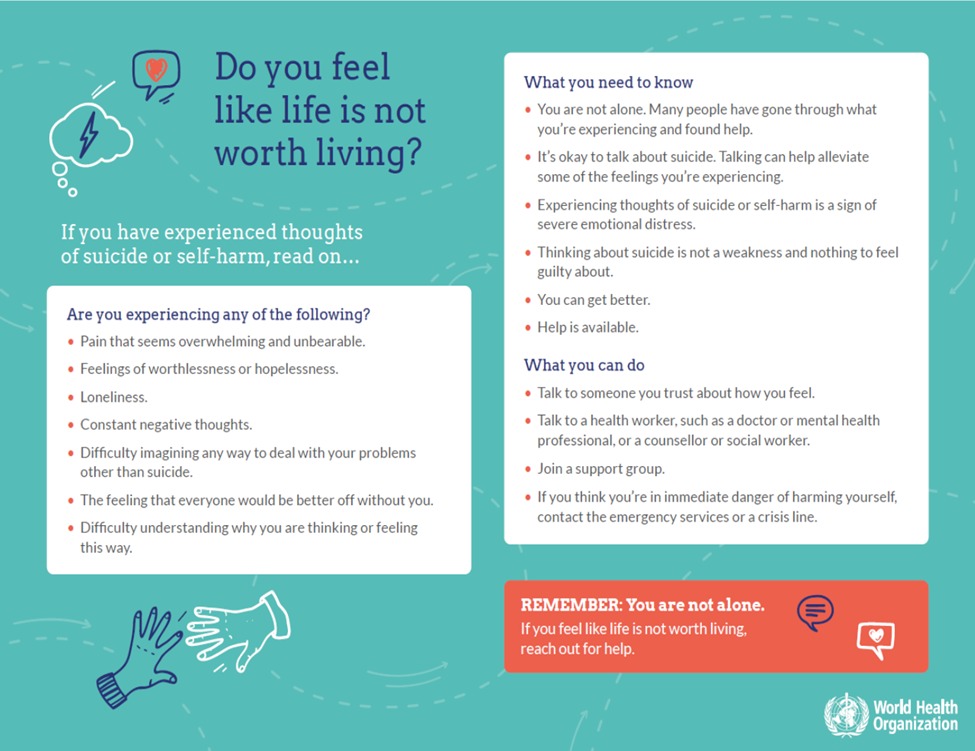 Do you feel
like life is not
worth living?
If you have experienced thoughts
of suicide or self-harm, read on...
Are you experiencing any of the following?
• Pain that seems overwhelming and unbearable.
• Feelings of worthlessness or hopelessness.
• Loneliness.
• Constant negative thoughts.
• Difficulty imagining any way to deal with your problems
other than suicide.
• The feeling that everyone would be better off without you.
• Difficulty understanding why you are thinking or feeling
this way.
What you need to know
• You are not alone. Many people have gone through what
you're experiencing and found help.
• It's okay to talk about suicide. Talking can help alleviate
some of the feelings you're experiencing.
• Experiencing thoughts of suicide or self-harm is a sign of
severe emotional distress.
• Thinking about suicide is not a weakness and nothing to feel
guilty about.
• You can get better.
• Help is available.
What you can do
• Talk to someone you trust about how you feel.
• Talk to a health worker, such as a doctor or mental health
professional, or a counsellor or social worker.
• Join a support group.
• If you think you're in immediate danger of harming yourself,
contact the emergency services or a crisis line.
REMEMBER: You are not alone.
If you feel like life is not worth living,
reach out for help.
World Health
Organization